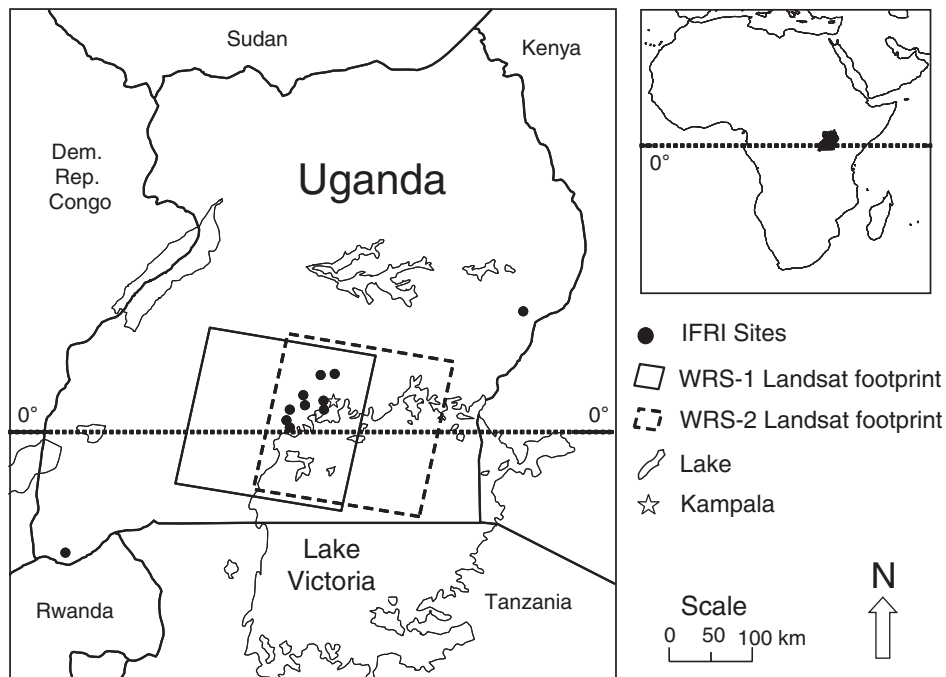 Sudan
Kenya
Dem.
Rep.
Congo
Uganda
0°
0°
Lake
Victoria
Rwanda
Tanzania
0°
IFRI Sites
WRS-1 Landsat footprint
WRS-2 Landsat footprint
Lake
Kampala
N
Scale
0 50 100 km